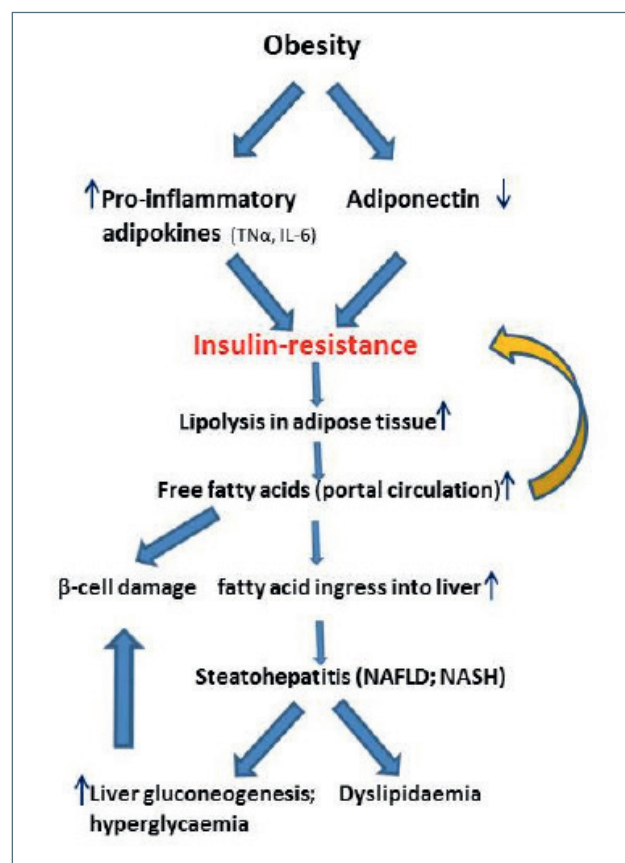 Obesity
↑Pro-inflammatory
adipokines (TNα, IL-6)
Adiponectin ↓
Insulin-resistance
Lipolysis in adipose tissue↑
Free fatty acids (portal circulation)↑
β-cell damage
fatty acid ingress into liver↑
Steatohepatitis (NAFLD; NASH)
↑Liver gluconeogenesis;
hyperglycaemia
Dyslipidaemia